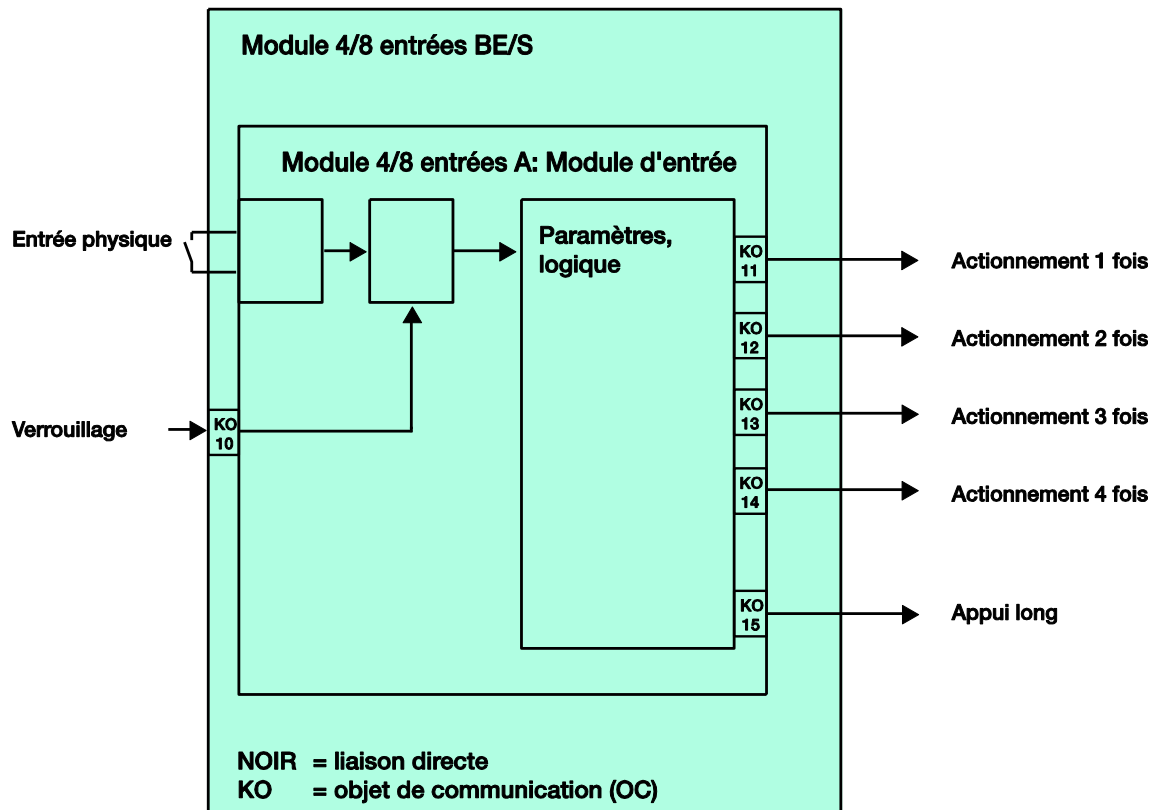 Module 4/8 entrées BE/S
Module 4/8 entrées A: Module d'entrée
Entrée physique
Paramètres,
logique
KO
11
Actionnement 1 fois
KO
12
Actionnement 2 fois
Verrouillage
KO
10
KO
13
Actionnement 3 fois
KO
14
Actionnement 4 fois
KO
15
Appui long
NOIR = liaison directe
KO = objet de communication (OC)